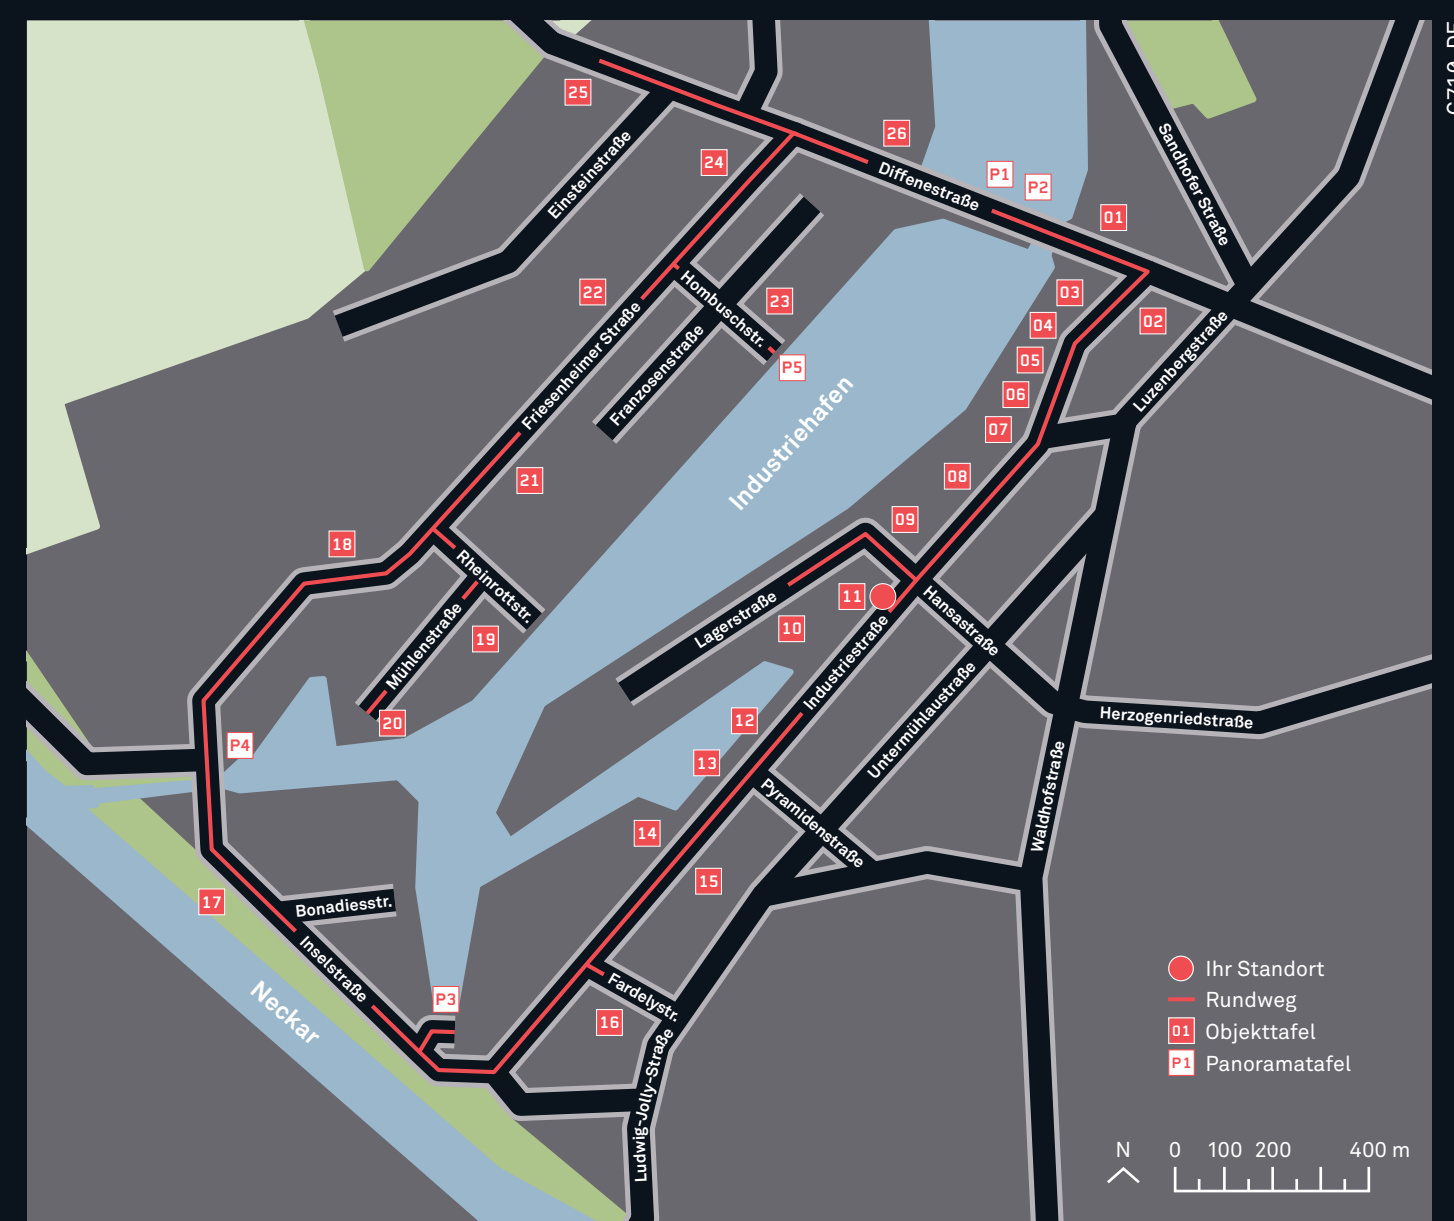 25
24
26
Einsteinstraße
Diffenestraße
P1
P2
01
Sandhofer Straße
22
Hombuschstr.
23
03
04
02
05
06
07
P5
Friesenheimer Straße
Franzosenstraße
Luzenbergstraße
Industriehafen
21
08
09
18
Rheinrottstr.
19
Mühlenstraße
20
Lagerstraße
10
11
Hansastraße
Industriestraße
Untermühlaustraße
12
13
Herzogenriedstraße
P4
Pyramidenstraße
Waldhofstraße
14
15
17
Bonadiesstr.
Inselstraße
Neckar
P3
Fardelystr.
16
Ludwig-Jolly-Straße
Ihr Standort
Rundweg
01 Objekttafel
P1 Panoramatafel
N 0 100 200 400 m